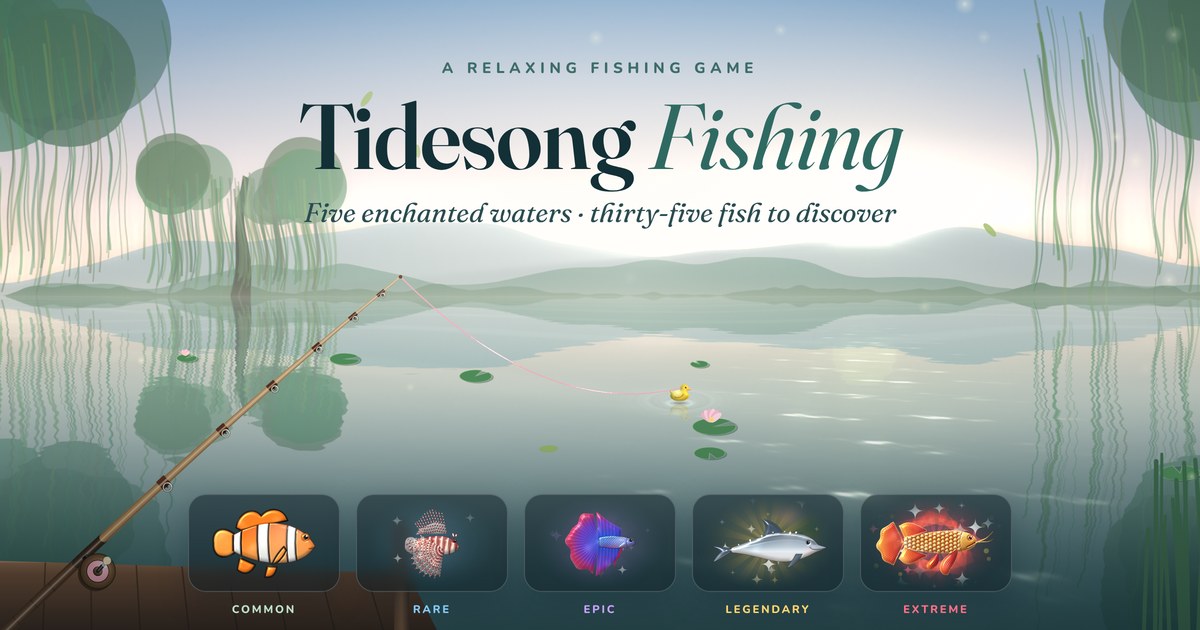 A RELAXING FISHING GAME
Tidesong Fishing
Five enchanted waters · thirty-five fish to discover
COMMON
RARE
EPIC
LEGENDARY
EXTREME